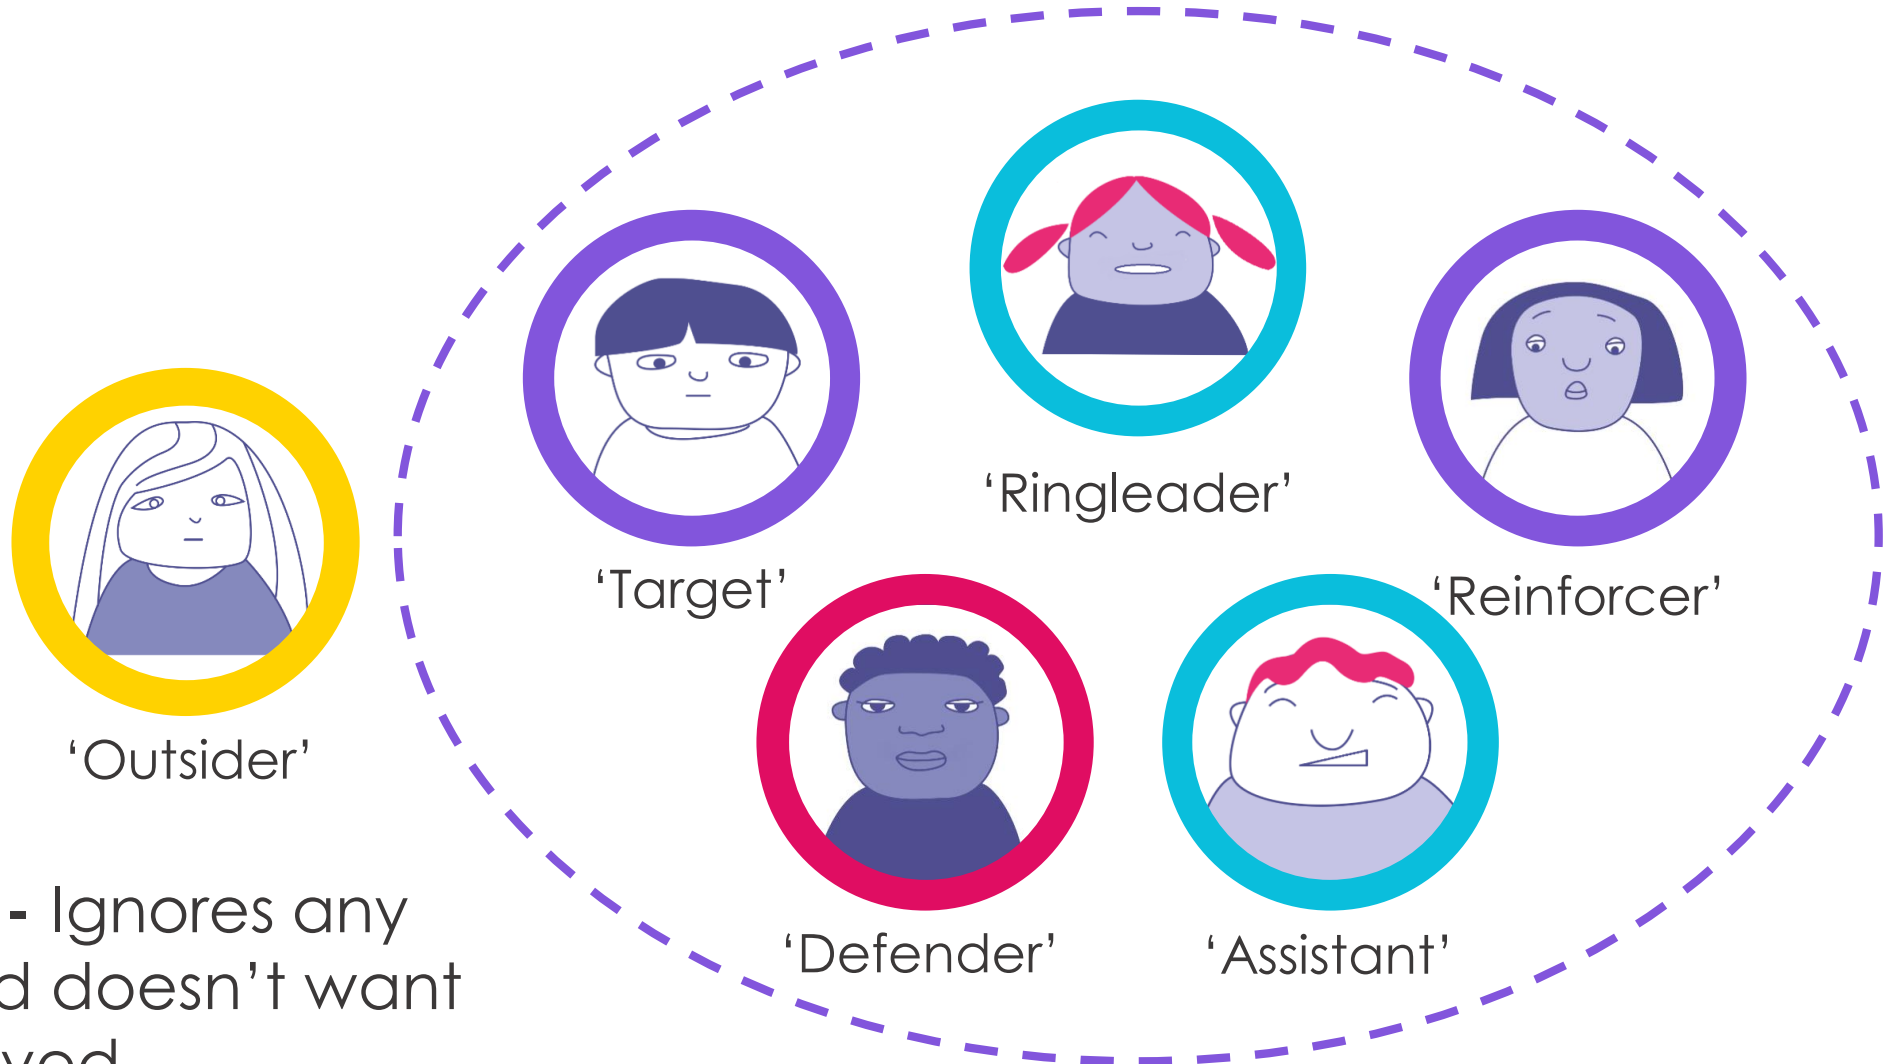 ‘Ringleader’
‘Target’
‘Reinforcer’
‘Outsider’
‘Defender’
‘Assistant’
- Ignores any
doesn’t want